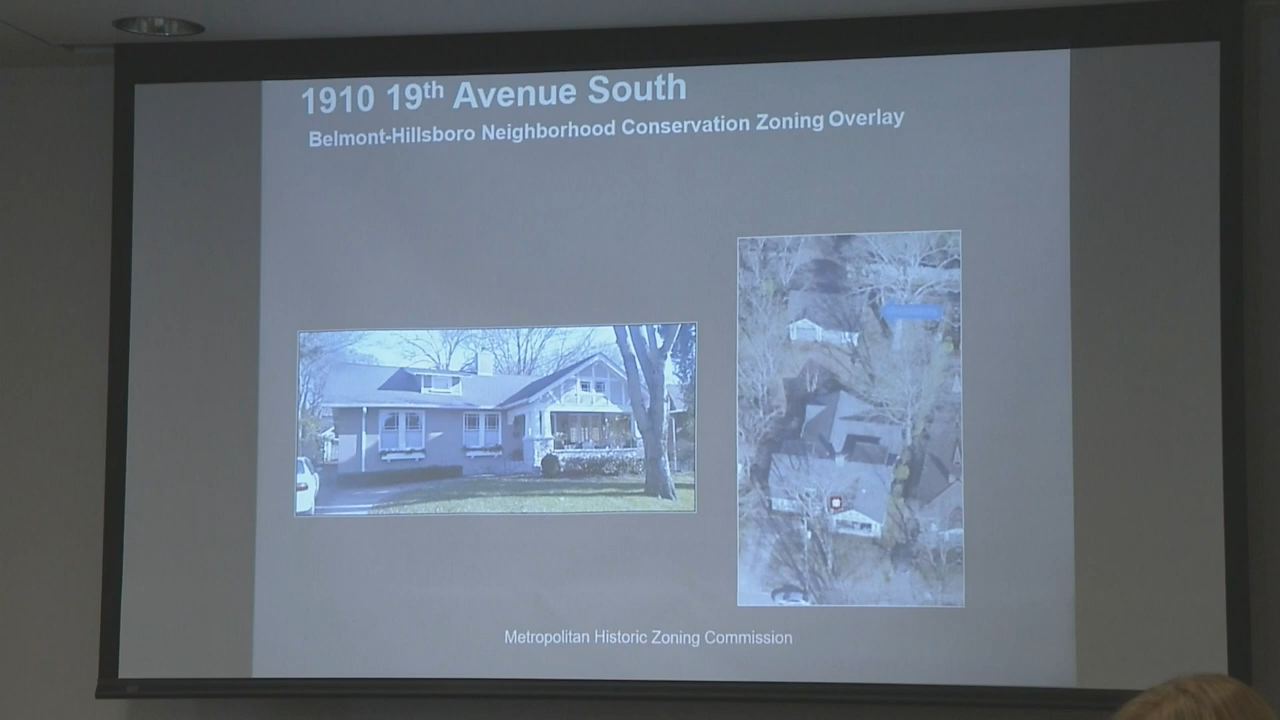 1910 19th Avenue South
Belmont-Hillsboro Neighborhood Conservation Zoning Overlay
Metropolitan Historic Zoning Commission